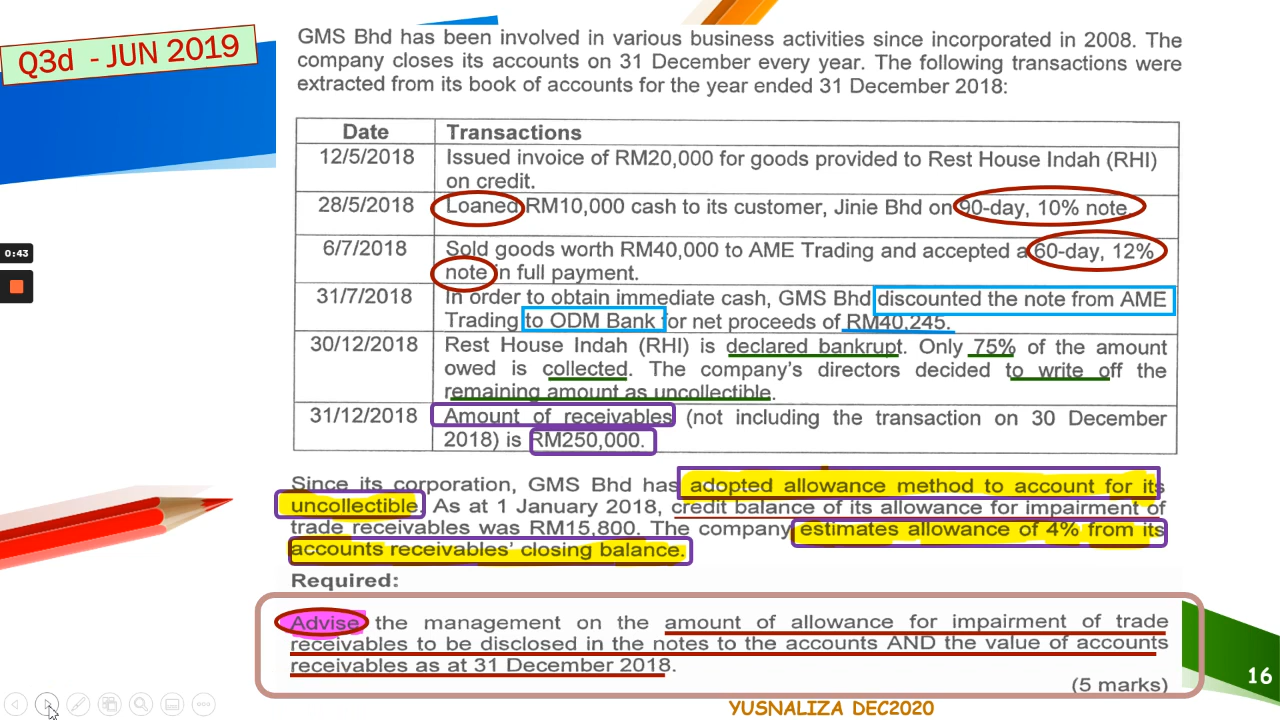 Q3d - JUN 2019
GMS Bhd has been involved in various business activities since incorporated in 2008. The
company closes its accounts on 31 December every year. The following transactions were
extracted from its book of accounts for the year ended 31 December 2018:
Date Transactions
12/5/2018 Issued invoice of RM20,000 for goods provided to Rest House Indah (RHI)
on credit.
28/5/2018 Loaned RM10,000 cash to its customer, Jinie Bhd on 90-day, 10% note.
0:43
6/7/2018 Sold goods worth RM40,000 to AME Trading and accepted a 60-day, 12%
note in full payment.
31/7/2018 In order to obtain immediate cash, GMS Bhd discounted the note from AME
Trading to ODM Bank for net proceeds of RM40,245.
30/12/2018 Rest House Indah (RHI) is declared bankrupt. Only 75% of the amount
owed is collected. The company's directors decided to write off the
remaining amount as uncollectible.
31/12/2018 Amount of receivables (not including the transaction on 30 December
2018) is RM250,000.
Since its corporation, GMS Bhd has adopted allowance method to account for its
uncollectible. As at 1 January 2018, credit balance of its allowance for impairment of
trade receivables was RM15,800. The company estimates allowance of 4% from its
accounts receivables' closing balance.
Required:
Advise the management on the amount of allowance for impairment of trade
receivables to be disclosed in the notes to the accounts AND the value of accounts
receivables as at 31 December 2018.
(5 marks)
16
YUSNALIZA DEC2020